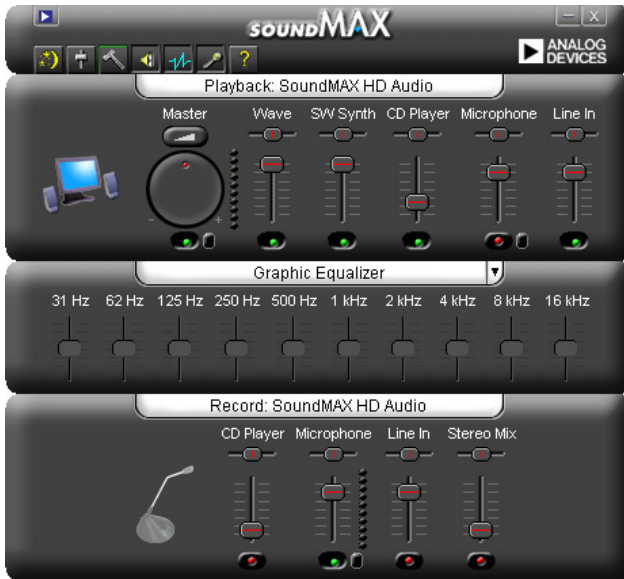 SOUNDMAX
ANALOG
DEVICES
?
Playback: SoundMAX HD Audio
Master Wave SW Synth CD Player Microphone Line In
- +
Graphic Equalizer
31 Hz 62 Hz 125 Hz 250 Hz 500 Hz 1 kHz 2 kHz 4 kHz 8 kHz 16 kHz
Record: SoundMAX HD Audio
CD Player Microphone Line In Stereo Mix